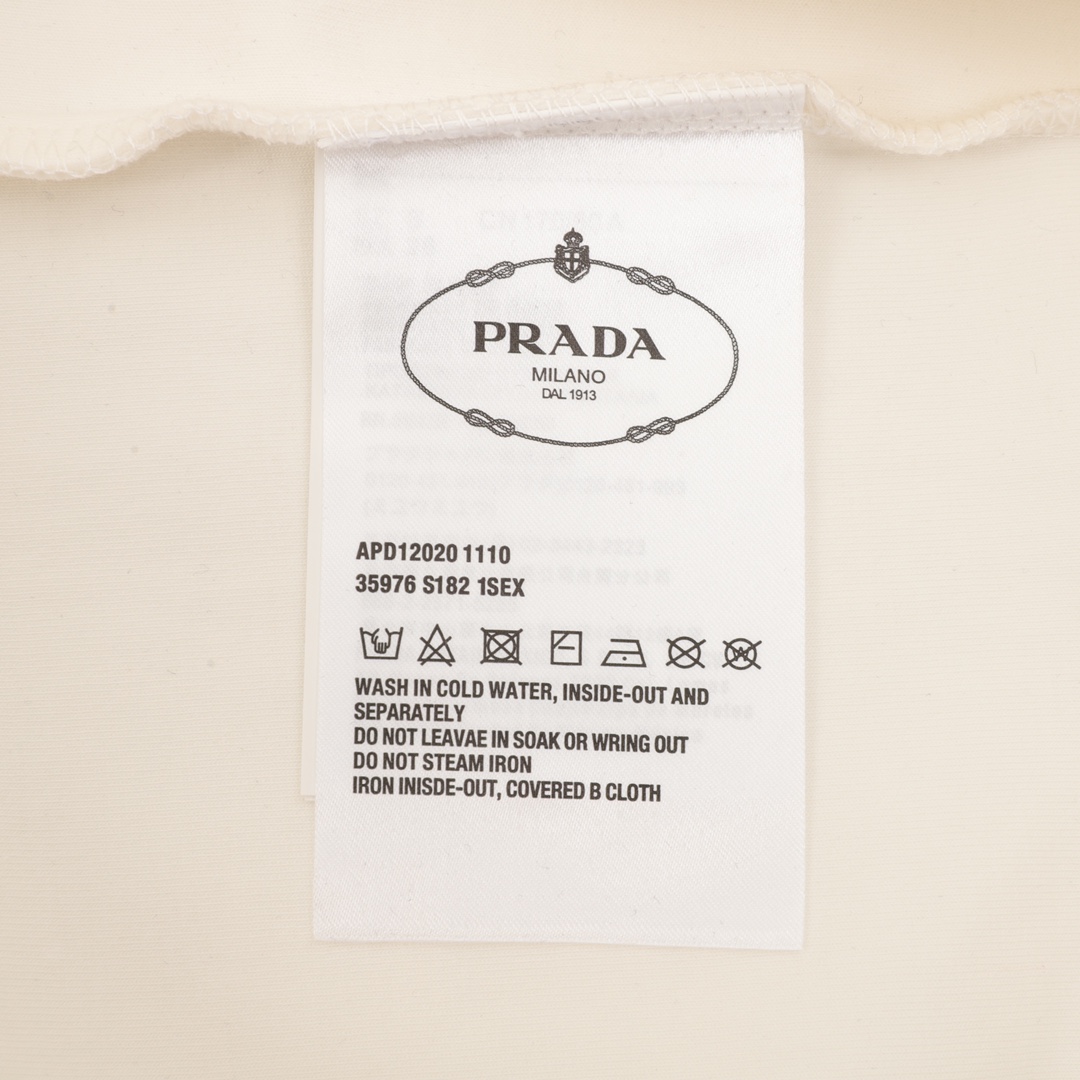 PRADA
MILANO
DAL 1913
APD12020 1110
35976 S182 1SEX
WASH IN COLD WATER, INSIDE-OUT AND
SEPARATELY
DO NOT LEAVAE IN SOAK OR WRING OUT
DO NOT STEAM IRON
IRON INISDE-OUT, COVERED B CLOTH